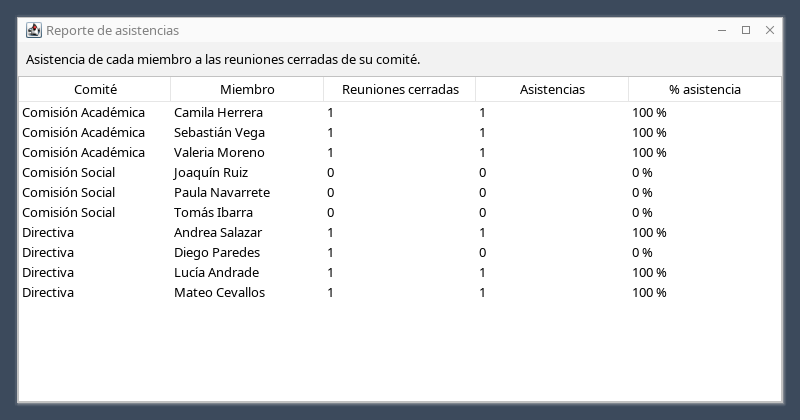 Reporte de asistencias
Asistencia de cada miembro a las reuniones cerradas de su comité.
Comité Miembro Reuniones cerradas Asistencias % asistencia
Comisión Académica Camila Herrera 1 1 100 %
Comisión Académica Sebastián Vega 1 1 100 %
Comisión Académica Valeria Moreno 1 1 100 %
Comisión Social Joaquín Ruiz 0 0 0 %
Comisión Social Paula Navarrete 0 0 0 %
Comisión Social Tomás Ibarra 0 0 0 %
Directiva Andrea Salazar 1 1 100 %
Directiva Diego Paredes 1 0 0 %
Directiva Lucía Andrade 1 1 100 %
Directiva Mateo Cevallos 1 1 100 %